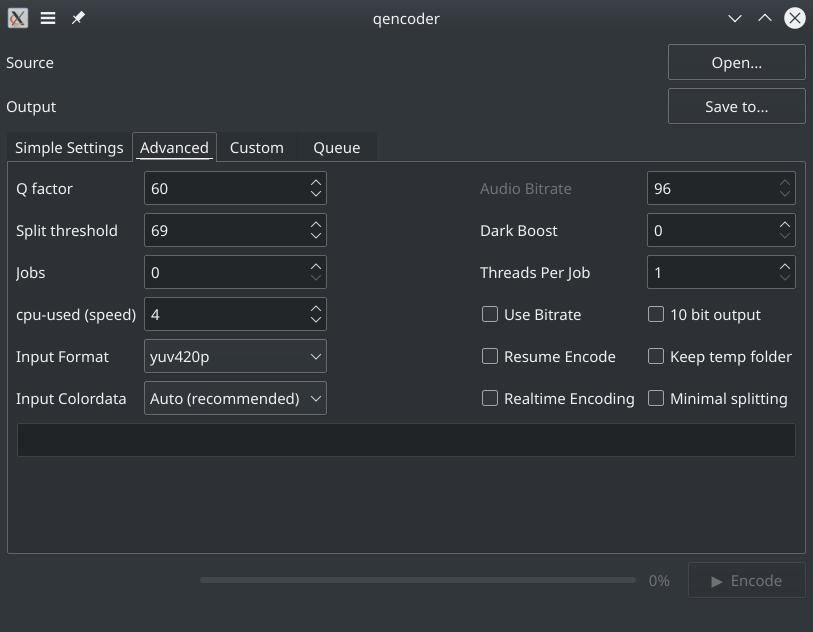 qencoder
Source Open...
Output Save to...
Simple Settings Advanced Custom Queue
Q factor 60 Audio Bitrate 96
Split threshold 69 Dark Boost 0
Jobs 0 Threads Per Job 1
cpu-used (speed) 4 Use Bitrate 10 bit output
Input Format yuv420p Resume Encode Keep temp folder
Input Colordata Auto (recommended) Realtime Encoding Minimal splitting
0% Encode